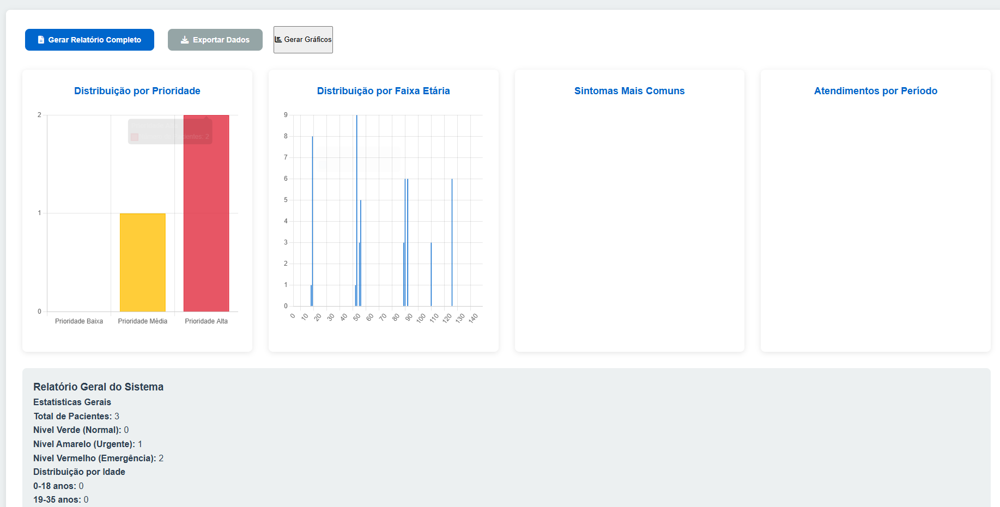 Gerar Relatório Completo
Exportar Dados
Gerar Gráficos
Distribuição por Prioridade
2
1
0
Prioridade Baixa
Prioridade Média
Prioridade Alta
Distribuição por Faixa Etária
9
8
7
6
5
4
3
2
1
0
0
10
20
30
40
50
60
70
80
90
100
110
120
130
140
Sintomas Mais Comuns
Atendimentos por Período
Relatório Geral do Sistema
Estatísticas Gerais
Total de Pacientes: 3
Nível Verde (Normal): 0
Nível Amarelo (Urgente): 1
Nível Vermelho (Emergência): 2
Distribuição por Idade
0-18 anos: 0
19-35 anos: 0